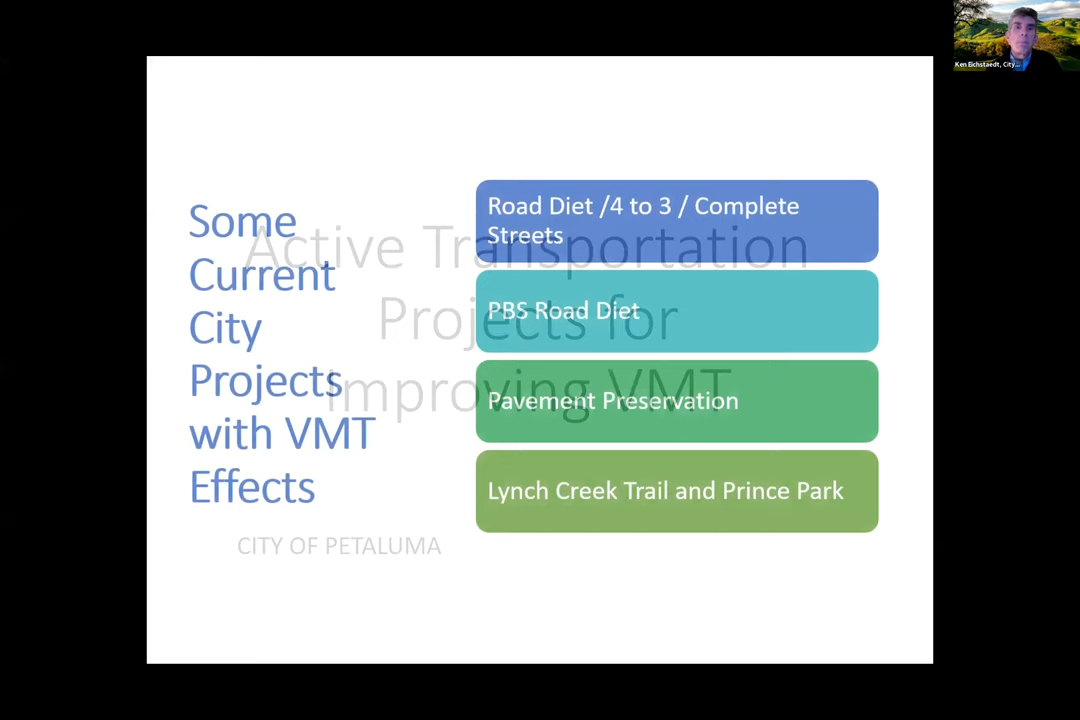 Ken Eichstaedt, City...
Some
Current
City
Projects
with VMT
Effects
Road Diet /4 to 3 / Complete
Streets
PBS Road Diet
Pavement Preservation
Lynch Creek Trail and Prince Park
Active Transportation
Projects for
Improving VMT
CITY OF PETALUMA